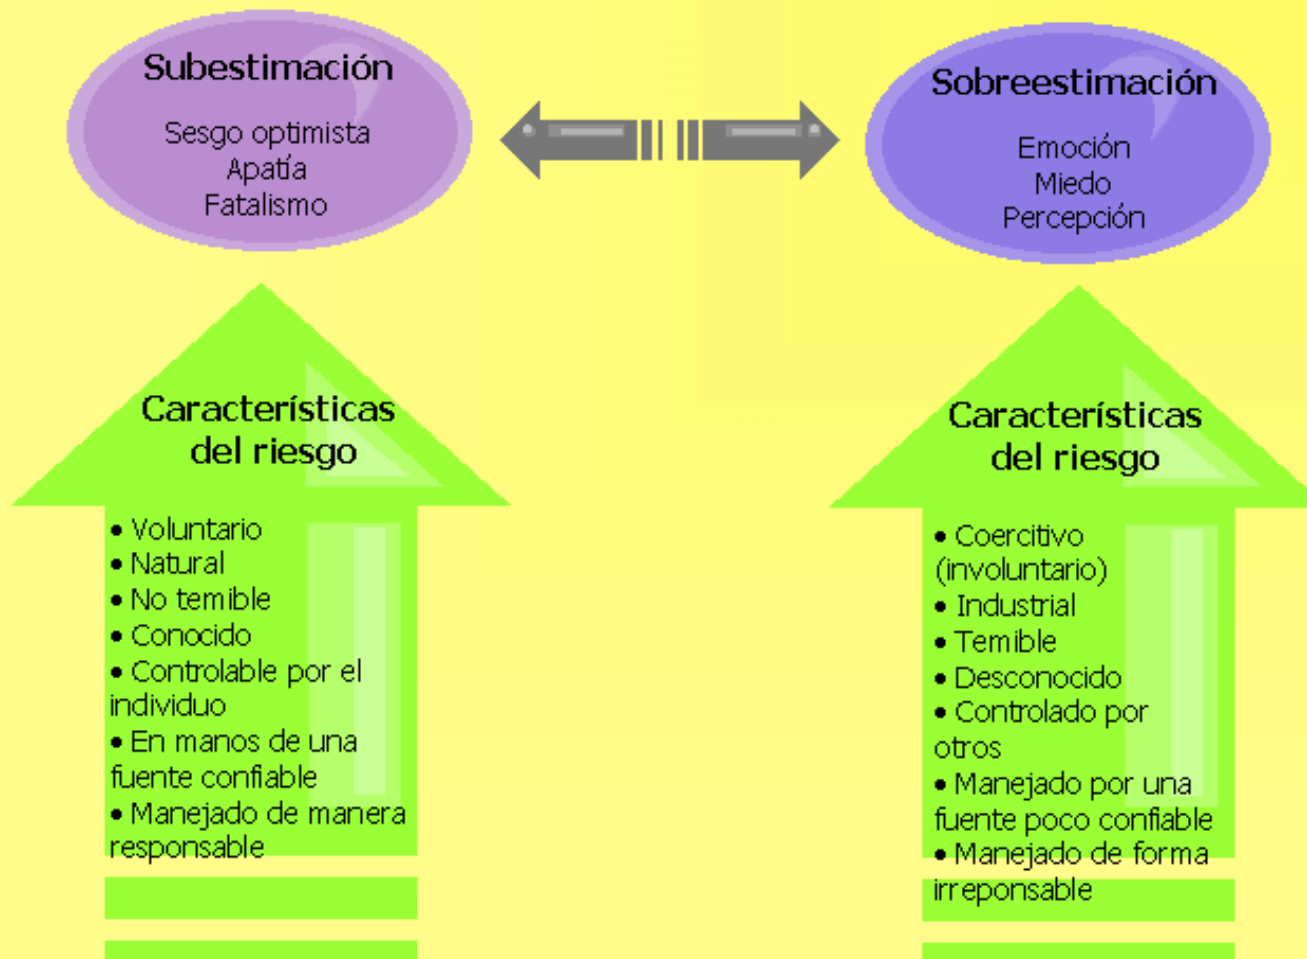 Subestimación
Sesgo optimista
Apatía
Fatalismo
Sobreestimación
Emoción
Miedo
Percepción
Características
del riesgo
• Voluntario
• Natural
• No temible
• Conocido
• Controlable por el
individuo
• En manos de una
fuente confiable
• Manejado de manera
responsable
Características
del riesgo
• Coercitivo
(involuntario)
• Industrial
• Temible
• Desconocido
• Controlado por
otros
• Manejado por una
fuente poco confiable
• Manejado de forma
irreponsable